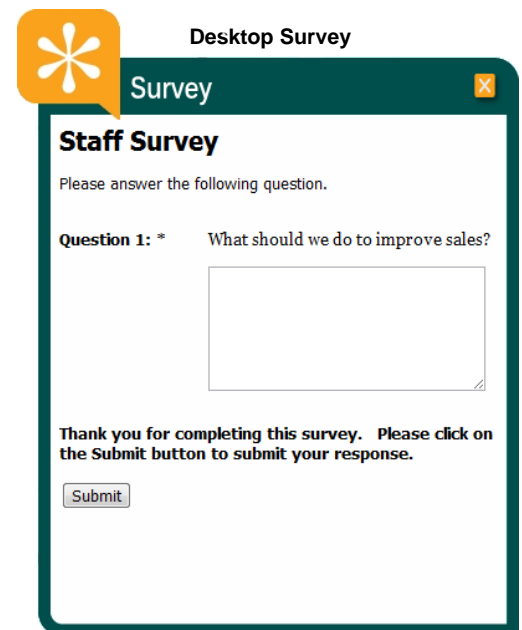 Desktop Survey
Survey
X
Staff Survey
Please answer the following question.
Question 1: * What should we do to improve sales?
Thank you for completing this survey. Please click on
the Submit button to submit your response.
Submit